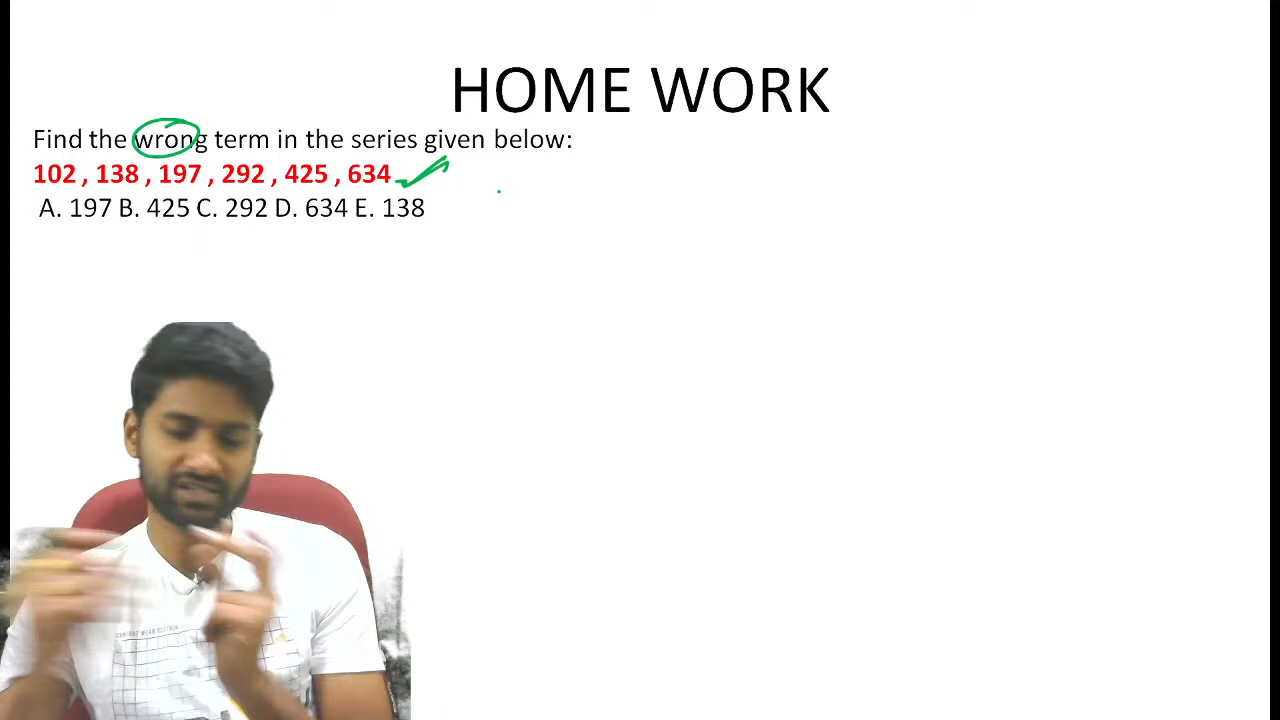 HOME WORK
Find the wrong term in the series given below:
102 , 138 , 197 , 292 , 425 , 634
A. 197 B. 425 C. 292 D. 634 E. 138